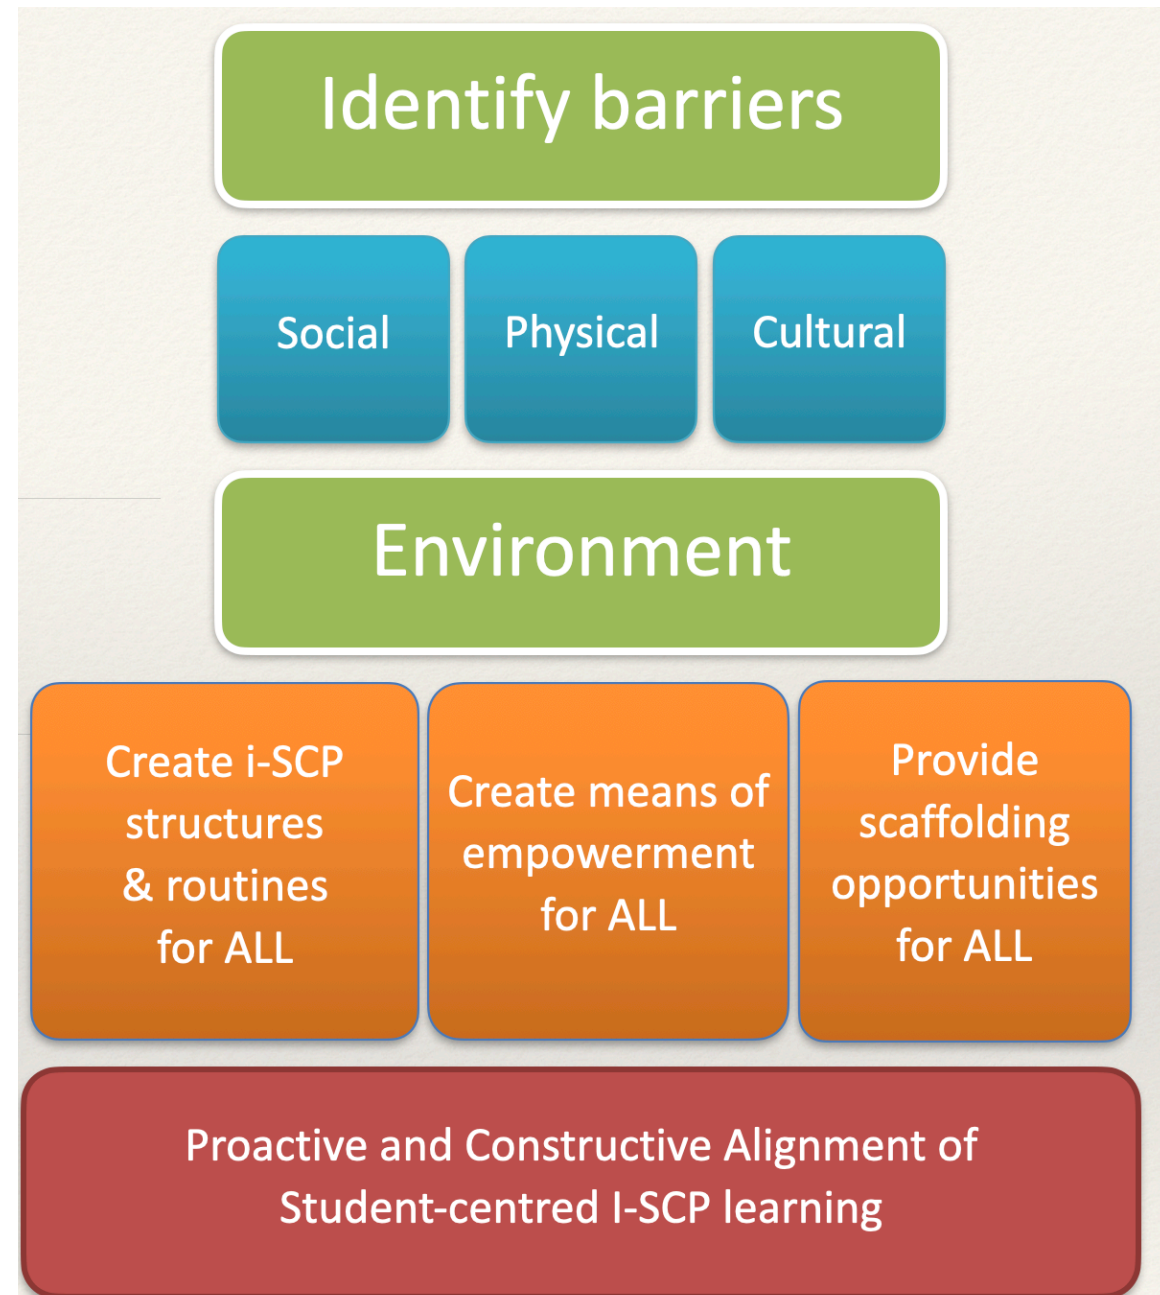 Identify barriers
Social
Physical
Cultural
Environment
Create i-SCP
structures
& routines
for ALL
Create means of
empowerment
for ALL
Provide
scaffolding
opportunities
for ALL
Proactive and Constructive Alignment of
Student-centred I-SCP learning